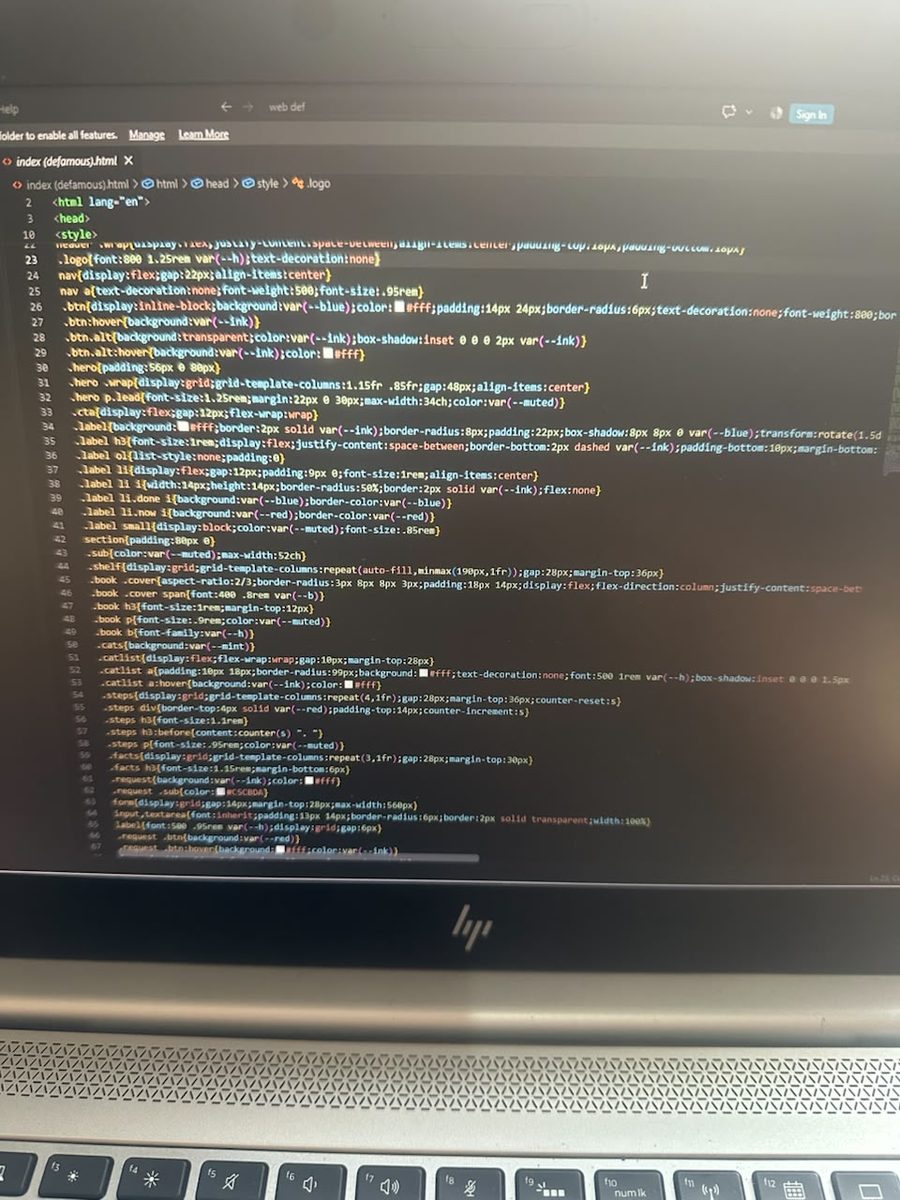 Help ← → web def Sign In
folder to enable all features. Manage Learn More
index (defamous).html ×
index (defamous).html > html > head > style > .logo
2 <html lang="en">
3 <head>
10 <style>
22 header .wrap{display:flex;justify-content:space-between;align-items:center;padding-top:18px;padding-bottom:18px}
23 .logo{font:800 1.25rem var(--h);text-decoration:none}
24 nav{display:flex;gap:22px;align-items:center}
25 nav a{text-decoration:none;font-weight:500;font-size:.95rem}
26 .btn{display:inline-block;background:var(--blue);color:#fff;padding:14px 24px;border-radius:6px;text-decoration:none;font-weight:800;bor
27 .btn:hover{background:var(--ink)}
28 .btn.alt{background:transparent;color:var(--ink);box-shadow:inset 0 0 0 2px var(--ink)}
29 .btn.alt:hover{background:var(--ink);color:#fff}
30 .hero{padding:56px 0 80px}
31 .hero .wrap{display:grid;grid-template-columns:1.15fr .85fr;gap:48px;align-items:center}
32 .hero p.lead{font-size:1.25rem;margin:22px 0 30px;max-width:34ch;color:var(--muted)}
33 .cta{display:flex;gap:12px;flex-wrap:wrap}
34 .label{background:#fff;border:2px solid var(--ink);border-radius:8px;padding:22px;box-shadow:8px 8px 0 var(--blue);transform:rotate(1.5d
35 .label h3{font-size:1rem;display:flex;justify-content:space-between;border-bottom:2px dashed var(--ink);padding-bottom:10px;margin-bottom:
36 .label ol{list-style:none;padding:0}
37 .label li{display:flex;gap:12px;padding:9px 0;font-size:1rem;align-items:center}
38 .label li i{width:14px;height:14px;border-radius:50%;border:2px solid var(--ink);flex:none}
39 .label li.done i{background:var(--blue);border-color:var(--blue)}
40 .label li.now i{background:var(--red);border-color:var(--red)}
41 .label small{display:block;color:var(--muted);font-size:.85rem}
42 section{padding:80px 0}
43 .sub{color:var(--muted);max-width:52ch}
44 .shelf{display:grid;grid-template-columns:repeat(auto-fill,minmax(190px,1fr));gap:28px;margin-top:36px}
45 .book .cover{aspect-ratio:2/3;border-radius:3px 8px 8px 3px;padding:18px 14px;display:flex;flex-direction:column;justify-content:space-bet
46 .book .cover span{font:400 .8rem var(--b)}
47 .book h3{font-size:1rem;margin-top:12px}
48 .book p{font-size:.9rem;color:var(--muted)}
49 .book b{font-family:var(--h)}
50 .cats{background:var(--mint)}
51 .catlist{display:flex;flex-wrap:wrap;gap:10px;margin-top:28px}
52 .catlist a{padding:10px 18px;border-radius:99px;background:#fff;text-decoration:none;font:500 1rem var(--h);box-shadow:inset 0 0 0 1.5px
53 .catlist a:hover{background:var(--ink);color:#fff}
54 .steps{display:grid;grid-template-columns:repeat(4,1fr);gap:28px;margin-top:36px;counter-reset:s}
55 .steps div{border-top:4px solid var(--red);padding-top:14px;counter-increment:s}
56 .steps h3{font-size:1.1rem}
57 .steps h3:before{content:counter(s) ". "}
58 .steps p{font-size:.95rem;color:var(--muted)}
59 .facts{display:grid;grid-template-columns:repeat(3,1fr);gap:28px;margin-top:30px}
60 .facts h3{font-size:1.15rem;margin-bottom:6px}
61 .request{background:var(--ink);color:#fff}
62 .request .sub{color:#C5CBDA}
63 form{display:grid;gap:14px;margin-top:28px;max-width:560px}
64 input,textarea{font:inherit;padding:13px 14px;border-radius:6px;border:2px solid transparent;width:100%}
65 label{font:500 .95rem var(--h);display:grid;gap:6px}
66 .request .btn{background:var(--red)}
67 .request .btn:hover{background:#fff;color:var(--ink)}
hp
f3 f4 f5 f6 f7 f8 f9 f10 num lk f11 f12